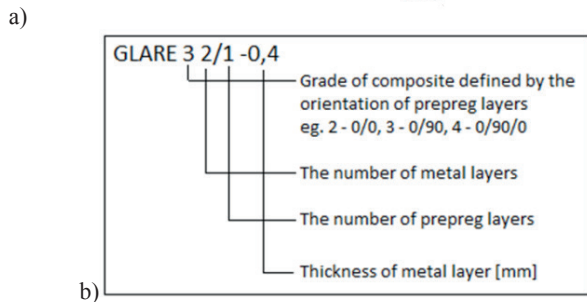 a)
GLARE 3 2/1 -0,4
Grade of composite defined by the
orientation of prepreg layers
eg. 2 - 0/0, 3 - 0/90, 4 - 0/90/0
The number of metal layers
The number of prepreg layers
Thickness of metal layer [mm]
b)